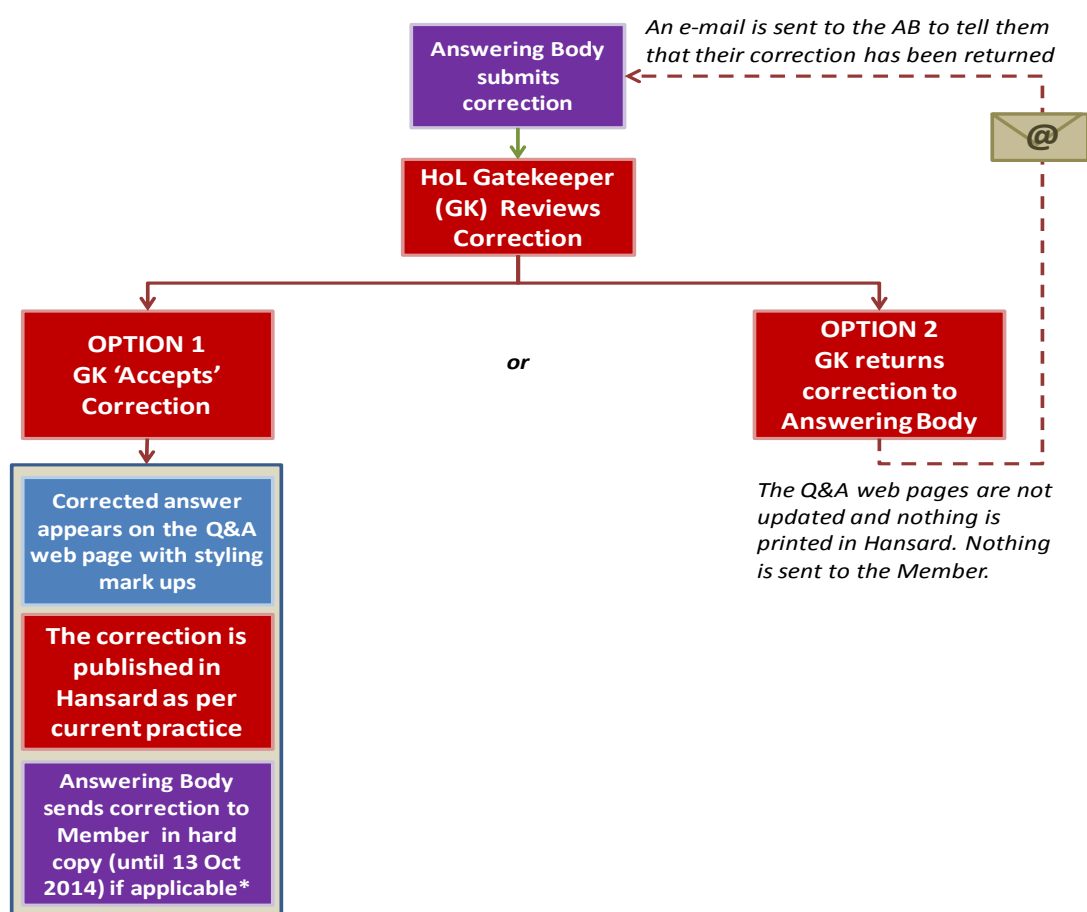 An e-mail is sent to the AB to tell them
that their correction has been returned
Answering Body
submits
correction
@
HoL Gatekeeper
(GK) Reviews
Correction
OPTION 1
GK ‘Accepts’
Correction
or
OPTION 2
GK returns
correction to
Answering Body
Corrected answer
appears on the Q&A
web page with styling
mark ups
The Q&A web pages are not
updated and nothing is
printed in Hansard. Nothing
is sent to the Member.
The correction is
published in
Hansard as per
current practice
Answering Body
sends correction to
Member in hard
copy (until 13 Oct
2014) if applicable*